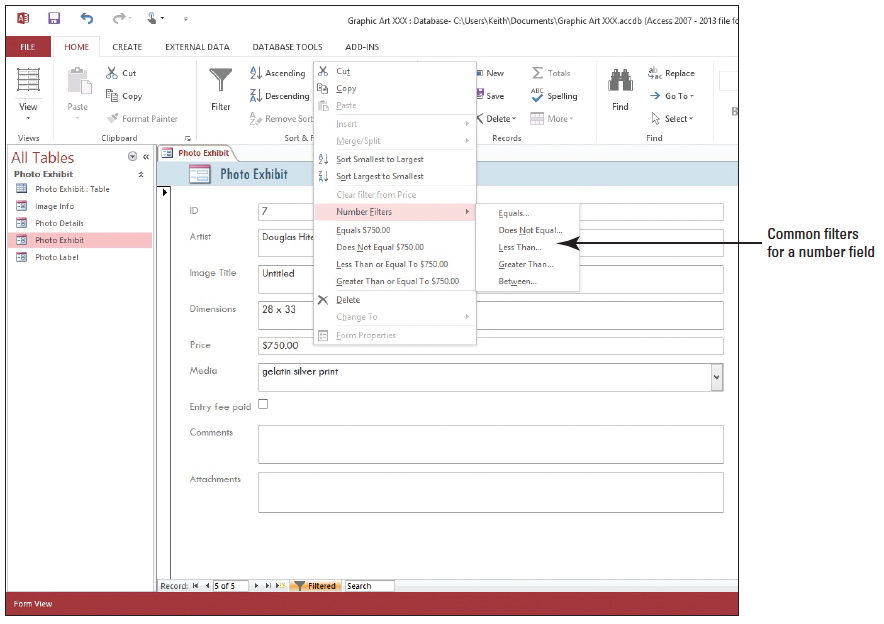 Graphic Art XXX : Database- C:\Users\Keith\Documents\Graphic Art XXX.accdb (Access 2007 - 2013 file fo
FILE HOME CREATE EXTERNAL DATA DATABASE TOOLS ADD-INS
View
Views
Paste
Cut
Copy
Format Painter
Clipboard
Filter
Ascending
Descending
Remove Sort
Sort &
New
Save
Delete
Totals
Spelling
More
Records
Find
Replace
Go To
Select
Find
All Tables
Photo Exhibit
Photo Exhibit : Table
Image Info
Photo Details
Photo Exhibit
Photo Label
Photo Exhibit
Photo Exhibit
ID 7
Artist Douglas Hite
Image Title Untitled
Dimensions 28 x 33
Price $750.00
Media gelatin silver print
Entry fee paid
Comments
Attachments
Cut
Copy
Paste
Insert
Merge/Split
Sort Smallest to Largest
Sort Largest to Smallest
Clear filter from Price
Number Filters
Equals $750.00
Does Not Equal $750.00
Less Than or Equal To $750.00
Greater Than or Equal To $750.00
Delete
Change To
Form Properties
Equals...
Does Not Equal...
Less Than...
Greater Than...
Between...
Common filters
for a number field
Record: 5 of 5 Filtered Search
Form View